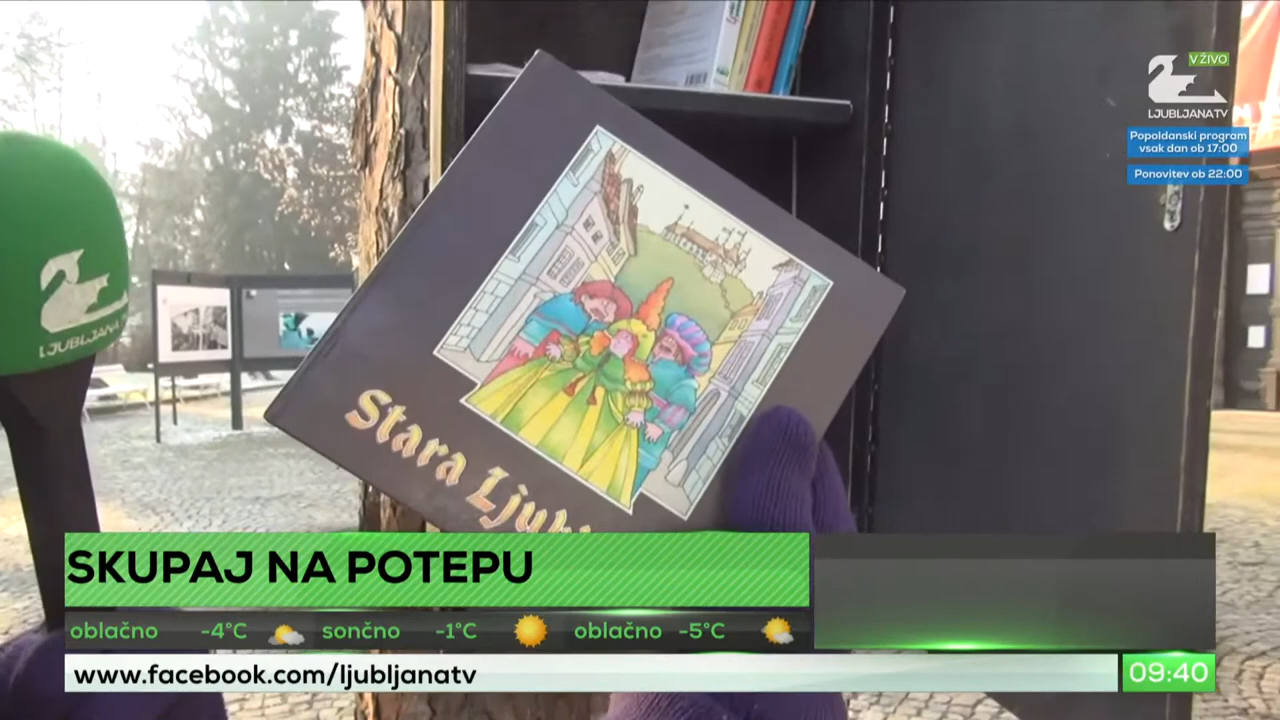 V ŽIVO
LJUBLJANATV
Popoldanski program
vsak dan ob 17:00
Ponovitev ob 22:00
LJUBLJANA
Stara Ljub
SKUPAJ NA POTEPU
oblačno -4°C sončno -1°C oblačno -5°C
www.facebook.com/ljubljanatv
09:40